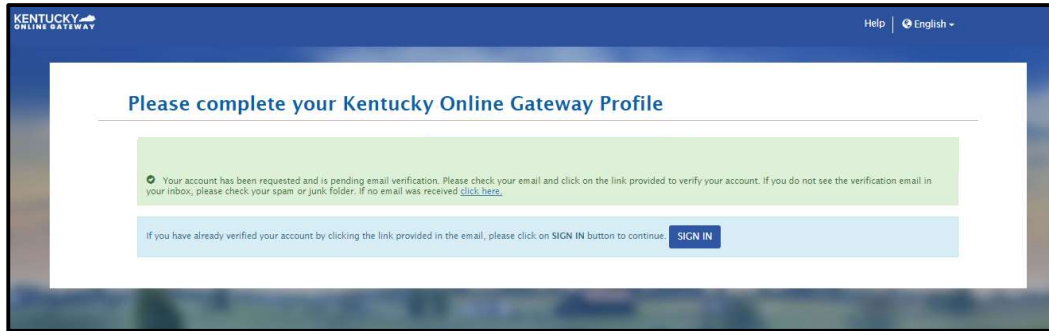 KENTUCKY
ONLINE GATEWAY
Help
English
Please complete your Kentucky Online Gateway Profile
Your account has been requested and is pending email verification. Please check your email and click on the link provided to verify your account. If you do not see the verification email in
your inbox, please check your spam or junk folder. If no email was received click here.
If you have already verified your account by clicking the link provided in the email, please click on SIGN IN button to continue. SIGN IN